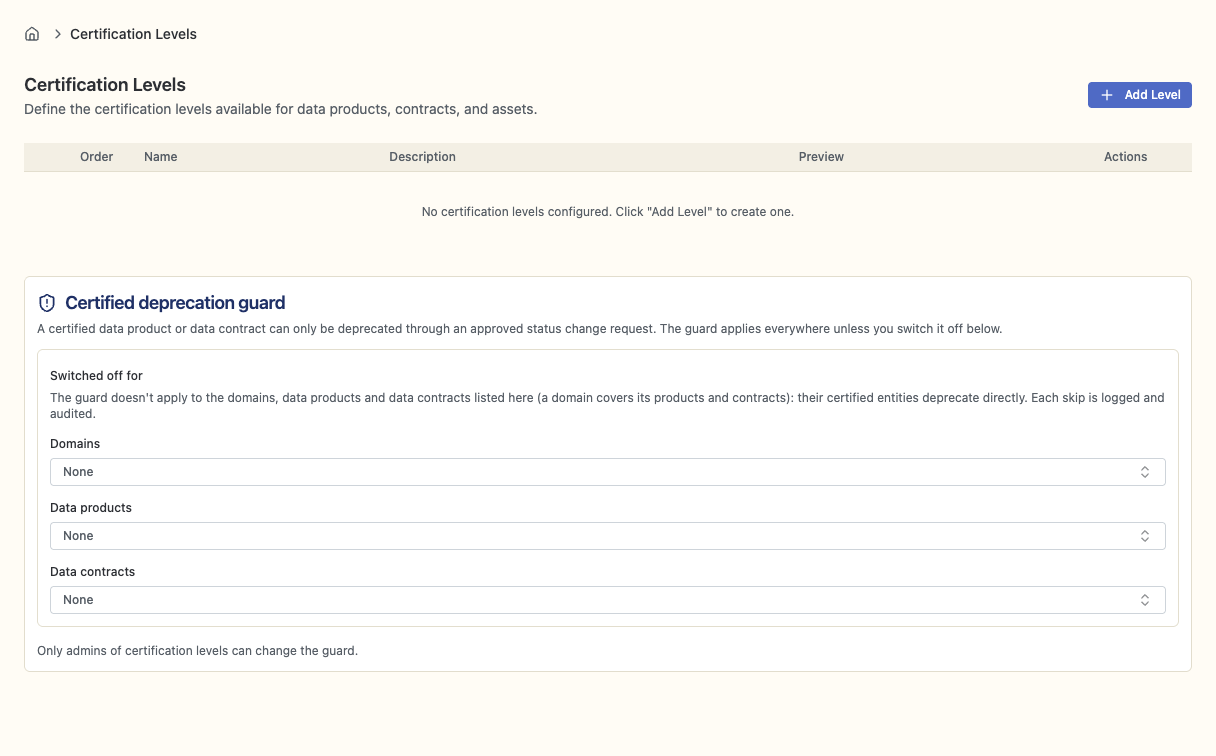 Certification Levels
Certification Levels
Define the certification levels available for data products, contracts, and assets.
Add Level
Order Name Description Preview Actions
No certification levels configured. Click "Add Level" to create one.
Certified deprecation guard
A certified data product or data contract can only be deprecated through an approved status change request. The guard applies everywhere unless you switch it off below.
Switched off for
The guard doesn't apply to the domains, data products and data contracts listed here (a domain covers its products and contracts): their certified entities deprecate directly. Each skip is logged and
audited.
Domains
None
Data products
None
Data contracts
None
Only admins of certification levels can change the guard.